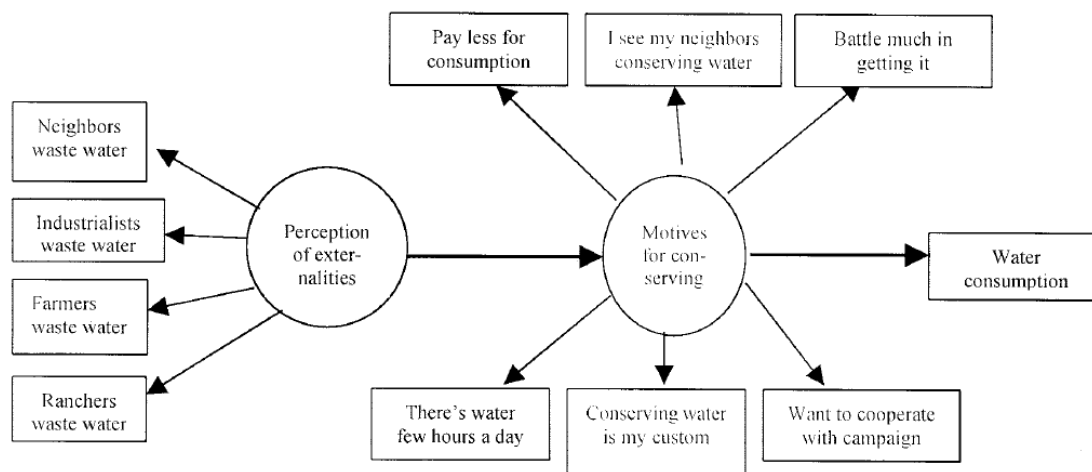 Pay less for
consumption
I see my neighbors
conserving water
Battle much in
getting it
Neighbors
waste water
Industrialists
waste water
Farmers
waste water
Ranchers
waste water
Perception
of exter-
nalities
Motives
for con-
serving
Water
consumption
There's water
few hours a day
Conserving water
is my custom
Want to cooperate
with campaign